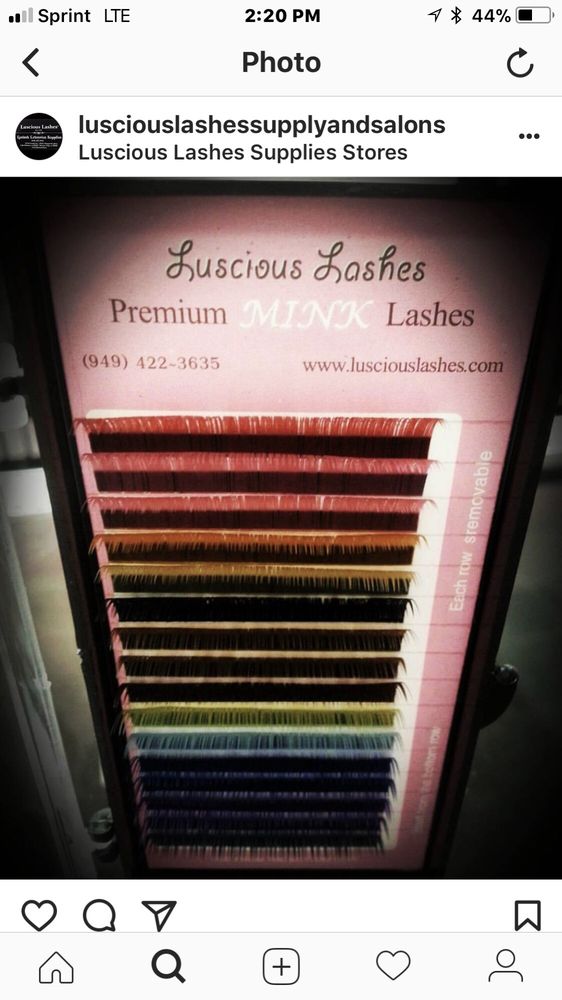 Sprint LTE 2:20 PM 44%
Photo
lusciouslashessupplyandsalons
Luscious Lashes Supplies Stores
Luscious Lashes
Premium MINK Lashes
(949) 422-3635 www.lusciouslashes.com
Each row sremovable